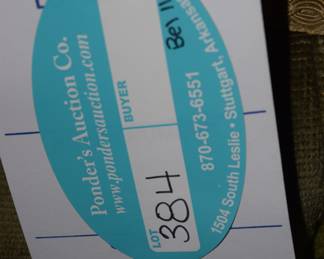 Ponder's Auction Co.
www.pondersauction.com
BUYER
LOT
384
870-673-6551
1504 South Leslie • Stuttgart, Arkansas